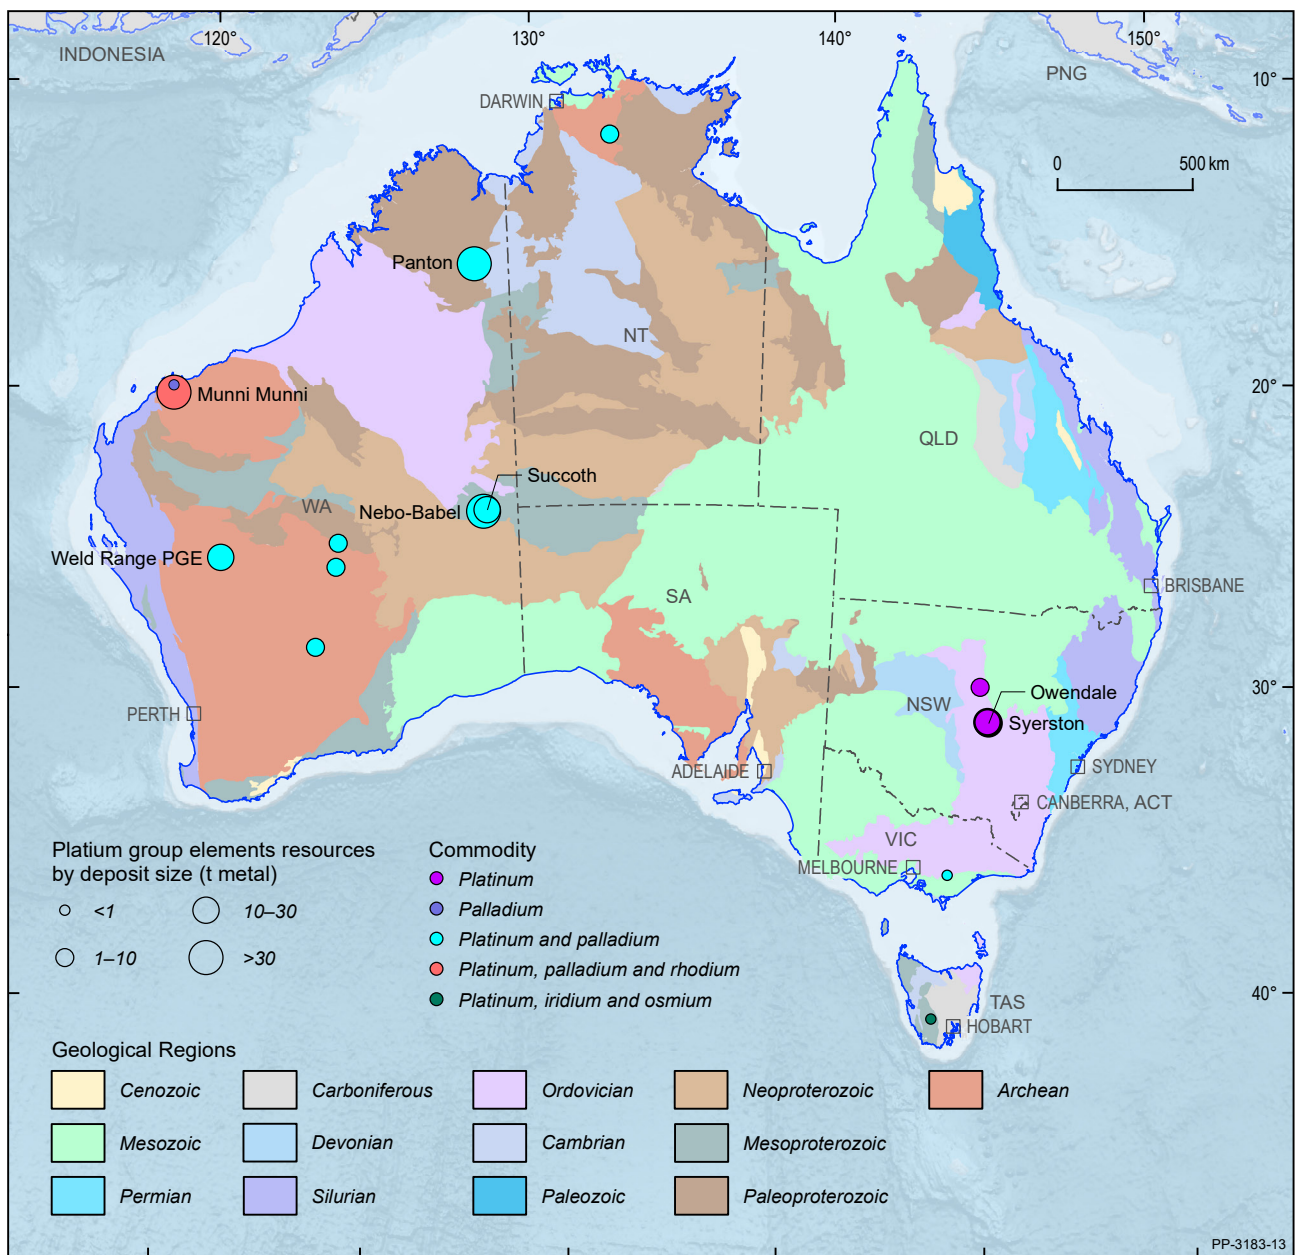 120°
130°
140°
150°
INDONESIA
PNG
10°
DARWIN
0
500 km
Panton
NT
20°
Munni Munni
QLD
Succoth
WA
Nebo-Babel
Weld Range PGE
BRISBANE
SA
30°
Owendale
NSW
Syerston
PERTH
ADELAIDE
SYDNEY
CANBERRA, ACT
VIC
MELBOURNE
40°
TAS
HOBART
Platium group elements resources
by deposit size (t metal)
<1
10–30
1–10
>30
Commodity
Platinum
Palladium
Platinum and palladium
Platinum, palladium and rhodium
Platinum, iridium and osmium
Geological Regions
Cenozoic
Carboniferous
Ordovician
Neoproterozoic
Archean
Mesozoic
Devonian
Cambrian
Mesoproterozoic
Permian
Silurian
Paleozoic
Paleoproterozoic
PP-3183-13